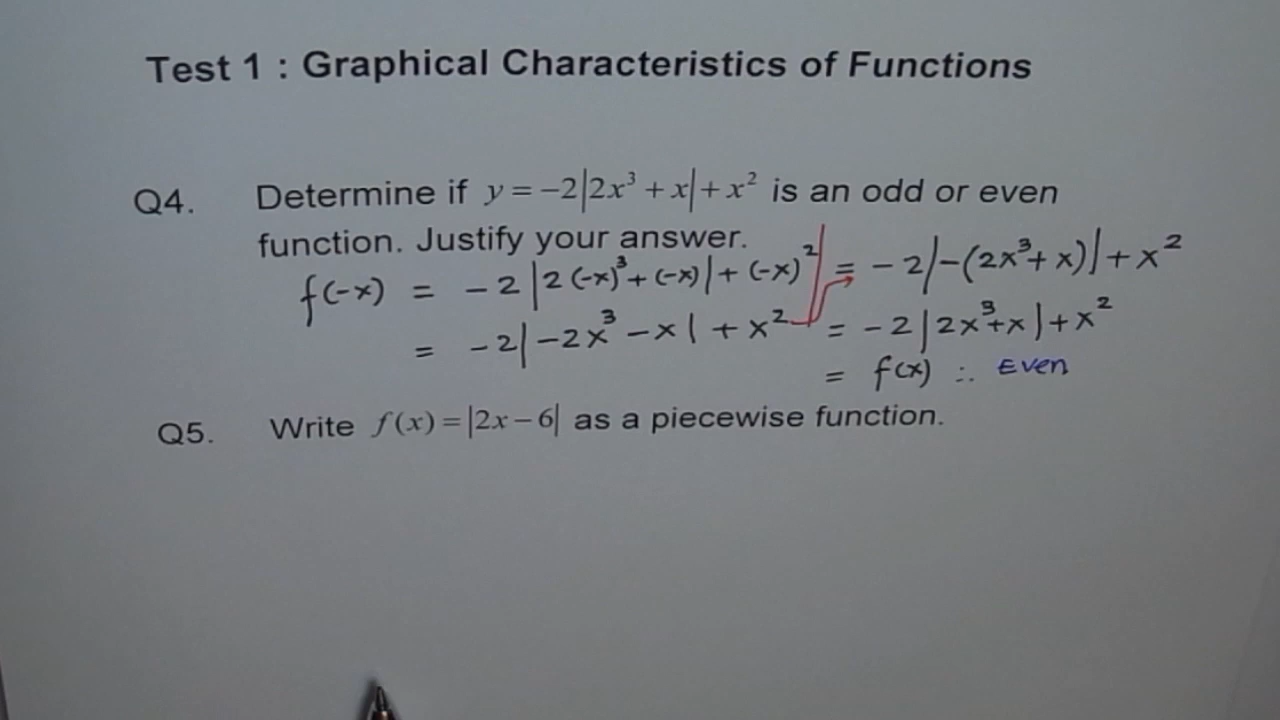 Test 1 : Graphical Characteristics of Functions
Q4. Determine if y = −2|2x³ + x| + x² is an odd or even
function. Justify your answer.
f(-x) = -2|2(-x)³ + (-x)| + (-x)² = -2|-(2x³ + x)| + x²
= -2|-2x³ - x| + x² = -2|2x³ + x| + x²
= f(x) ∴ Even
Q5. Write f(x) = |2x − 6| as a piecewise function.